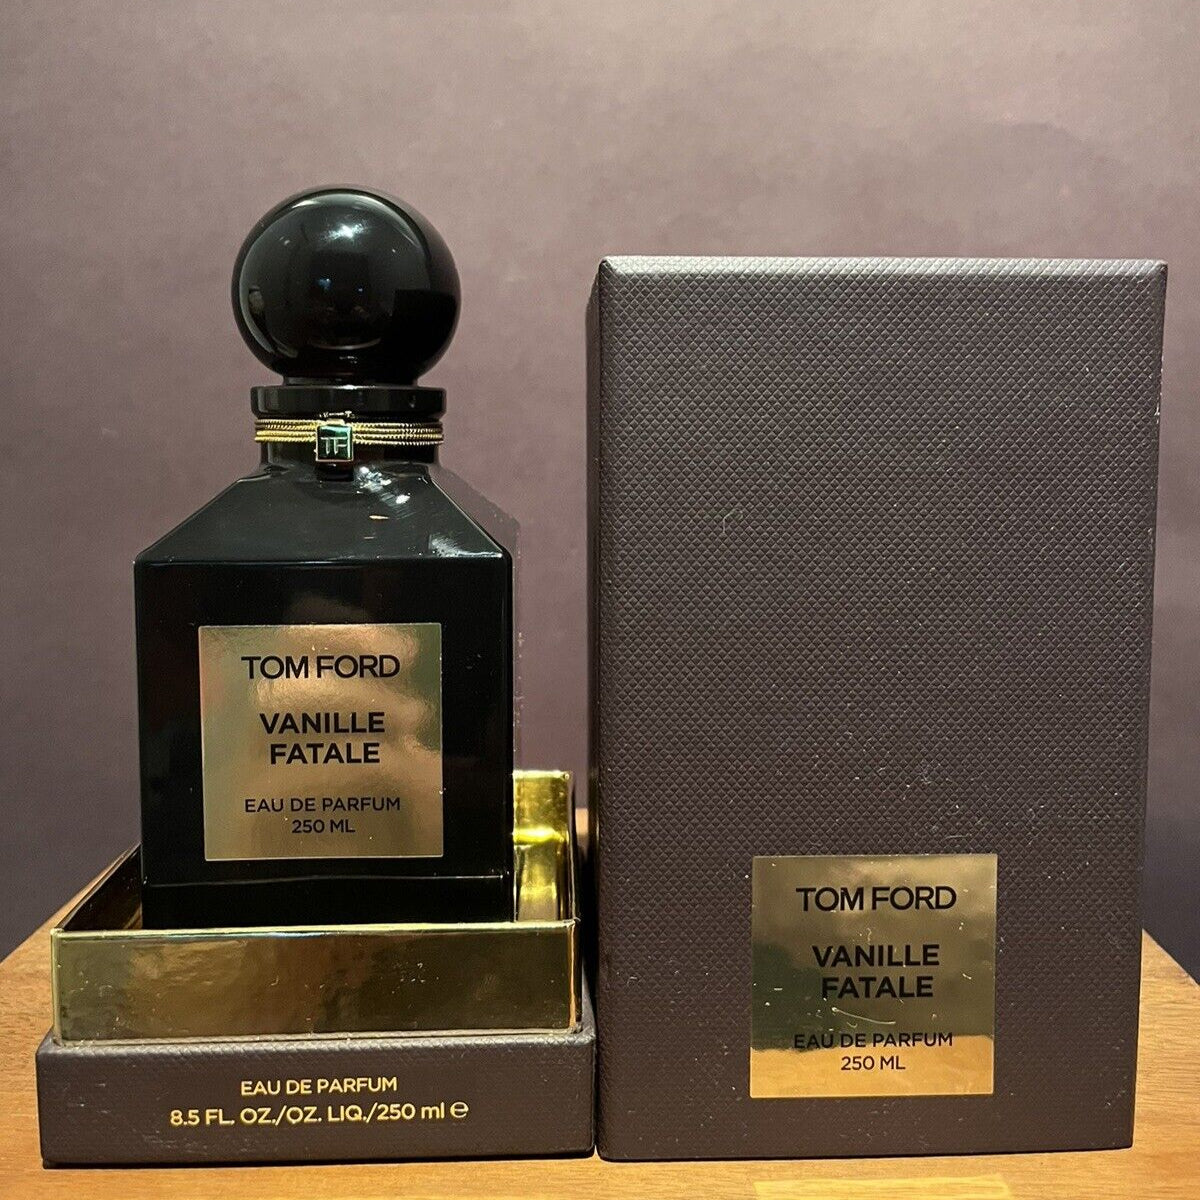 TF
TOM FORD
VANILLE
FATALE
EAU DE PARFUM
250 ML
EAU DE PARFUM
8.5 FL. OZ./OZ. LIQ./250 ml ℮
TOM FORD
VANILLE
FATALE
EAU DE PARFUM
250 ML